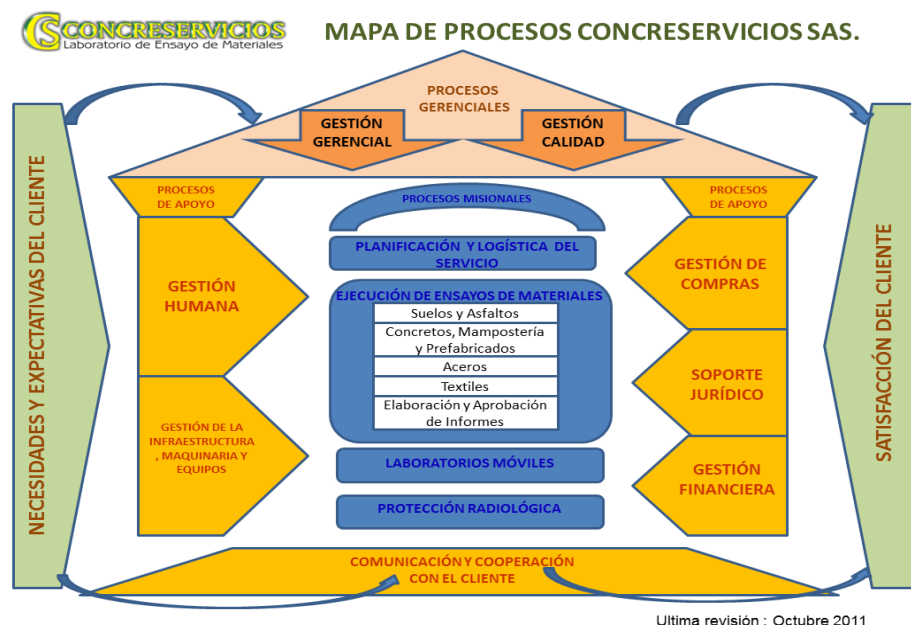 CS CONCRESERVICIOS
Laboratorio de Ensayo de Materiales
MAPA DE PROCESOS CONCRESERVICIOS SAS.
PROCESOS
GERENCIALES
GESTIÓN
GERENCIAL
GESTIÓN
CALIDAD
NECESIDADES Y EXPECTATIVAS DEL CLIENTE
PROCESOS
DE APOYO
GESTIÓN
HUMANA
GESTIÓN DE LA
INFRAESTRUCTURA
, MAQUINARIA Y
EQUIPOS
PROCESOS MISIONALES
PLANIFICACIÓN Y LOGÍSTICA DEL
SERVICIO
EJECUCIÓN DE ENSAYOS DE MATERIALES
Suelos y Asfaltos
Concretos, Mampostería
y Prefabricados
Aceros
Textiles
Elaboración y Aprobación
de Informes
LABORATORIOS MÓVILES
PROTECCIÓN RADIOLÓGICA
PROCESOS
DE APOYO
GESTIÓN DE
COMPRAS
SOPORTE
JURÍDICO
GESTIÓN
FINANCIERA
SATISFACCIÓN DEL CLIENTE
COMUNICACIÓN Y COOPERACIÓN
CON EL CLIENTE
Ultima revisión : Octubre 2011